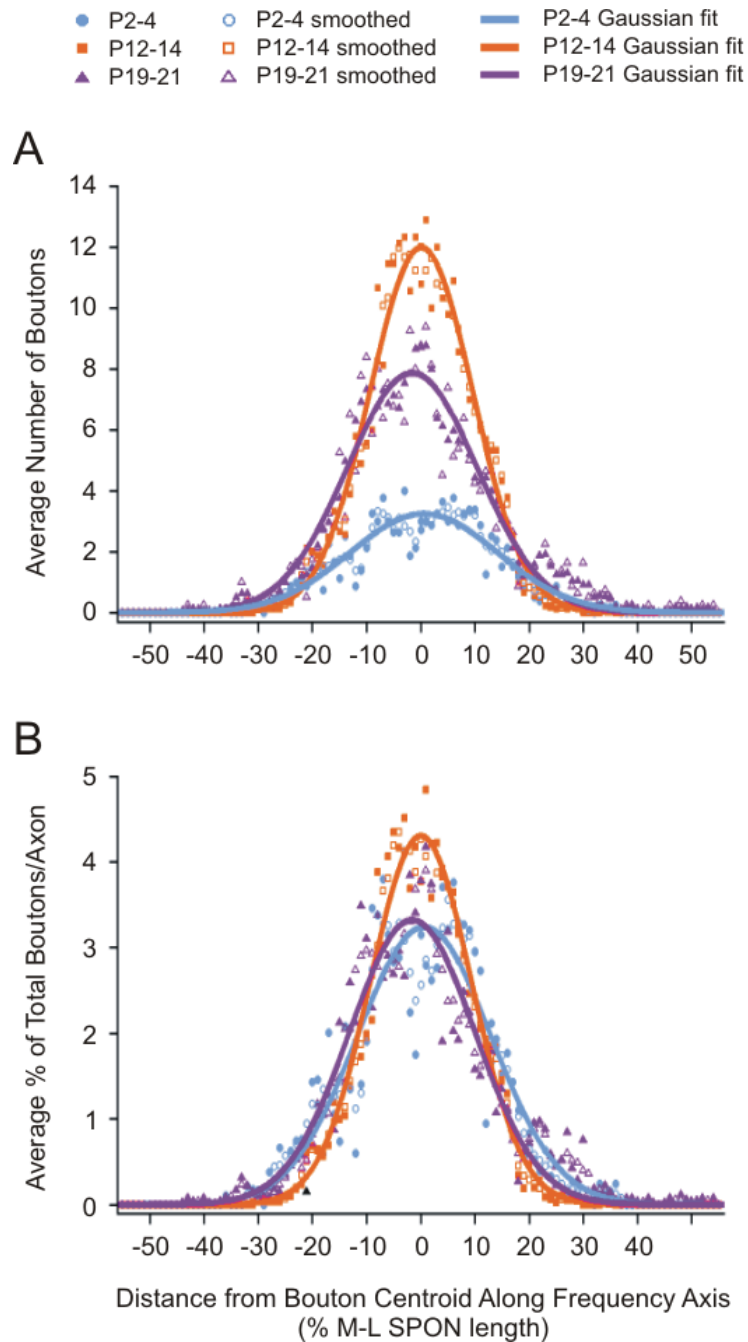 P2-4 P2-4 smoothed P2-4 Gaussian fit
P12-14 P12-14 smoothed P12-14 Gaussian fit
P19-21 P19-21 smoothed P19-21 Gaussian fit
A
14
12
10
8
6
4
2
0
Average Number of Boutons
-50 -40 -30 -20 -10 0 10 20 30 40 50
B
5
4
3
2
1
0
Average % of Total Boutons/Axon
-50 -40 -30 -20 -10 0 10 20 30 40
Distance from Bouton Centroid Along Frequency Axis
(% M-L SPON length)